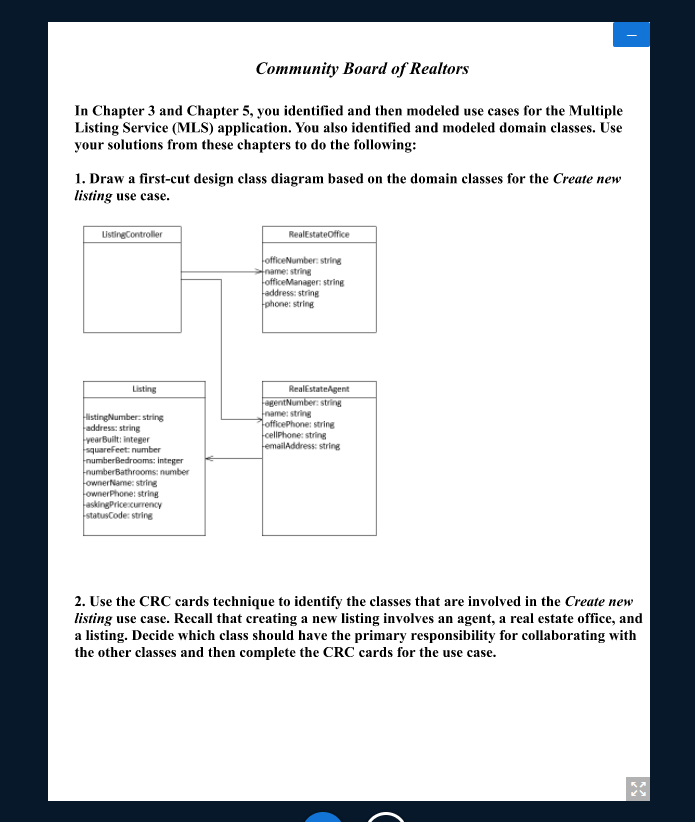 Community Board of Realtors
In Chapter 3 and Chapter 5, you identified and then modeled use cases for the Multiple
Listing Service (MLS) application. You also identified and modeled domain classes. Use
your solutions from these chapters to do the following:
1. Draw a first-cut design class diagram based on the domain classes for the Create new
listing use case.
ListingController
RealEstateOffice
-officeNumber: string
-name: string
-officeManager: string
-address: string
-phone: string
Listing
-listingNumber: string
-address: string
-yearBuilt: integer
-squareFeet: number
-numberBedrooms: integer
-numberBathrooms: number
-ownerName: string
-ownerPhone: string
-askingPrice:currency
-statusCode: string
RealEstateAgent
-agentNumber: string
-name: string
-officePhone: string
-cellPhone: string
-emailAddress: string
2. Use the CRC cards technique to identify the classes that are involved in the Create new
listing use case. Recall that creating a new listing involves an agent, a real estate office, and
a listing. Decide which class should have the primary responsibility for collaborating with
the other classes and then complete the CRC cards for the use case.